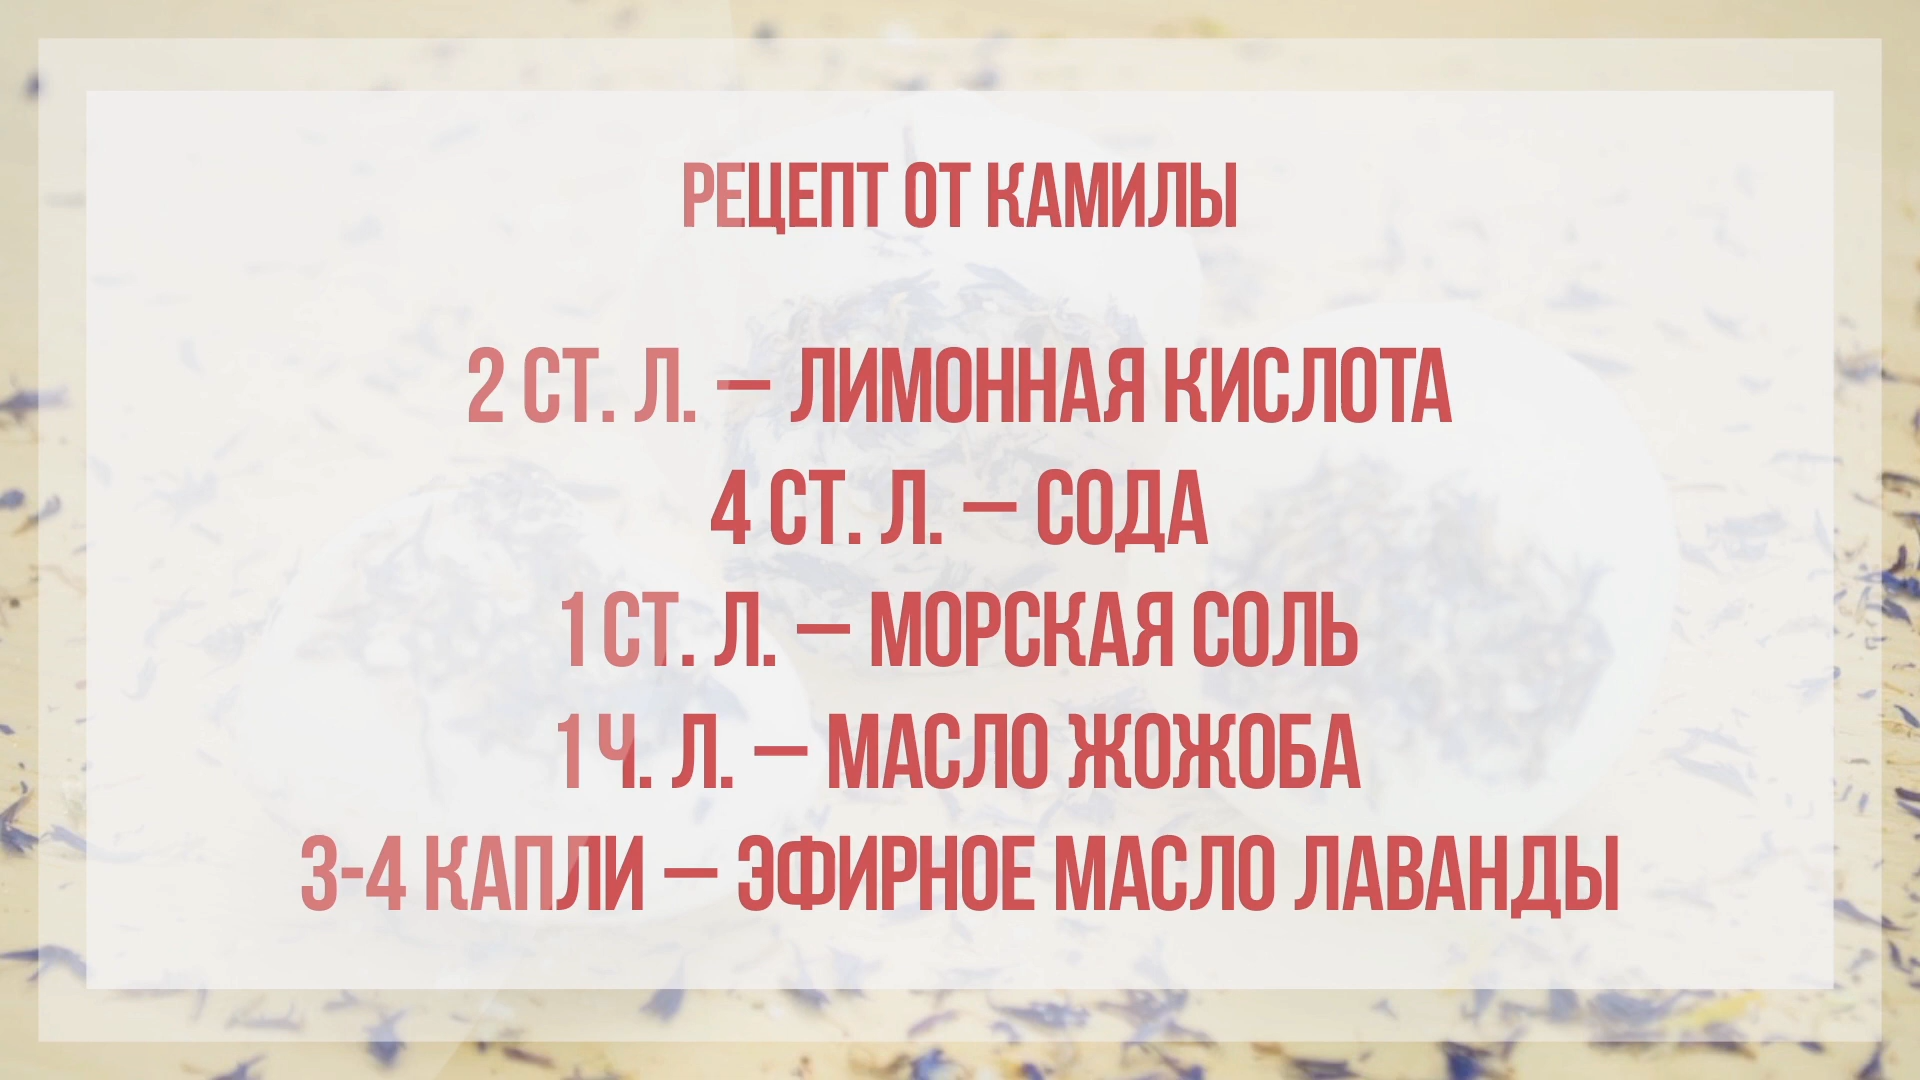 РЕЦЕПТ ОТ КАМИЛЫ
2 СТ. Л. – ЛИМОННАЯ КИСЛОТА
4 СТ. Л. – СОДА
1 СТ. Л. – МОРСКАЯ СОЛЬ
1 Ч. Л. – МАСЛО ЖОЖОБА
3-4 КАПЛИ – ЭФИРНОЕ МАСЛО ЛАВАНДЫ